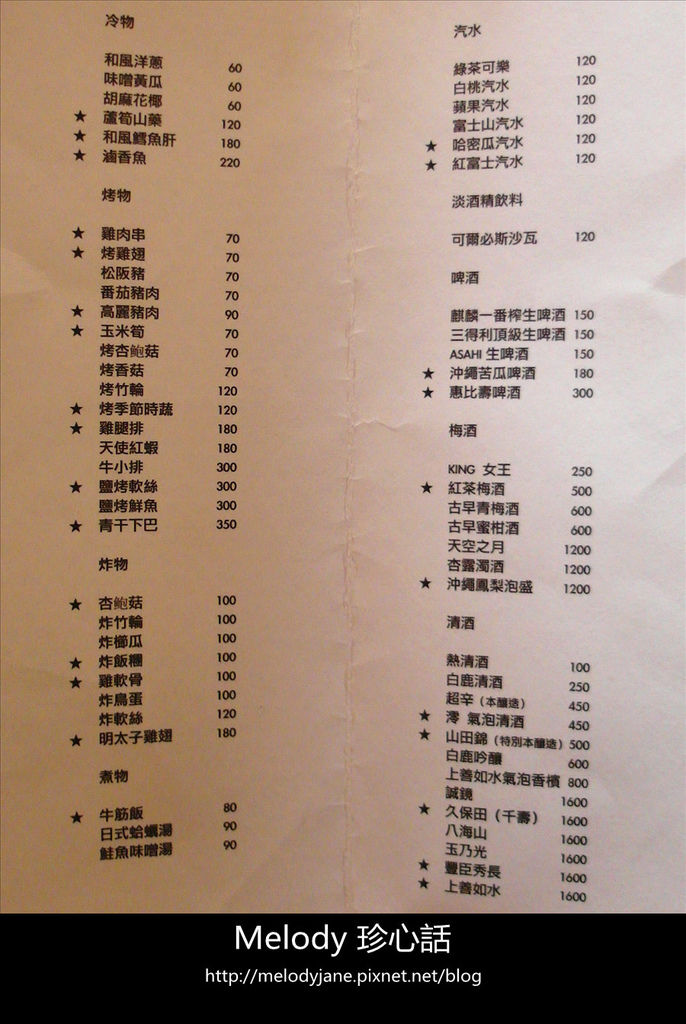 冷物
和風洋蔥 60
味噌黃瓜 60
胡麻花椰 60
★ 蘆筍山藥 120
★ 和風鱈魚肝 180
★ 滷香魚 220
烤物
★ 雞肉串 70
★ 烤雞翅 70
松阪豬 70
番茄豬肉 70
★ 高麗豬肉 90
★ 玉米筍 70
烤杏鮑菇 70
烤香菇 70
烤竹輪 120
★ 烤季節時蔬 120
★ 雞腿排 180
天使紅蝦 180
牛小排 300
★ 鹽烤軟絲 300
鹽烤鮮魚 300
★ 青干下巴 350
炸物
★ 杏鮑菇 100
炸竹輪 100
炸櫛瓜 100
★ 炸飯糰 100
★ 雞軟骨 100
炸鳥蛋 100
炸軟絲 120
★ 明太子雞翅 180
煮物
★ 牛筋飯 80
日式蛤蠣湯 90
鮭魚味噌湯 90
汽水
綠茶可樂 120
白桃汽水 120
蘋果汽水 120
富士山汽水 120
★ 哈密瓜汽水 120
★ 紅富士汽水 120
淡酒精飲料
可爾必斯沙瓦 120
啤酒
麒麟一番榨生啤酒 150
三得利頂級生啤酒 150
ASAHI 生啤酒 150
★ 沖繩苦瓜啤酒 180
★ 惠比壽啤酒 300
梅酒
KING 女王 250
★ 紅茶梅酒 500
古早青梅酒 600
古早蜜柑酒 600
天空之月 1200
杏露濁酒 1200
★ 沖繩鳳梨泡盛 1200
清酒
熱清酒 100
白鹿清酒 250
超辛（本釀造） 450
★ 澪 氣泡清酒 450
★ 山田錦（特別本釀造） 500
白鹿吟釀 600
上善如水氣泡香檳 800
誠鏡 1600
★ 久保田（千壽） 1600
八海山 1600
玉乃光 1600
★ 豐臣秀長 1600
★ 上善如水 1600
Melody 珍心話
http://melodyjane.pixnet.net/blog